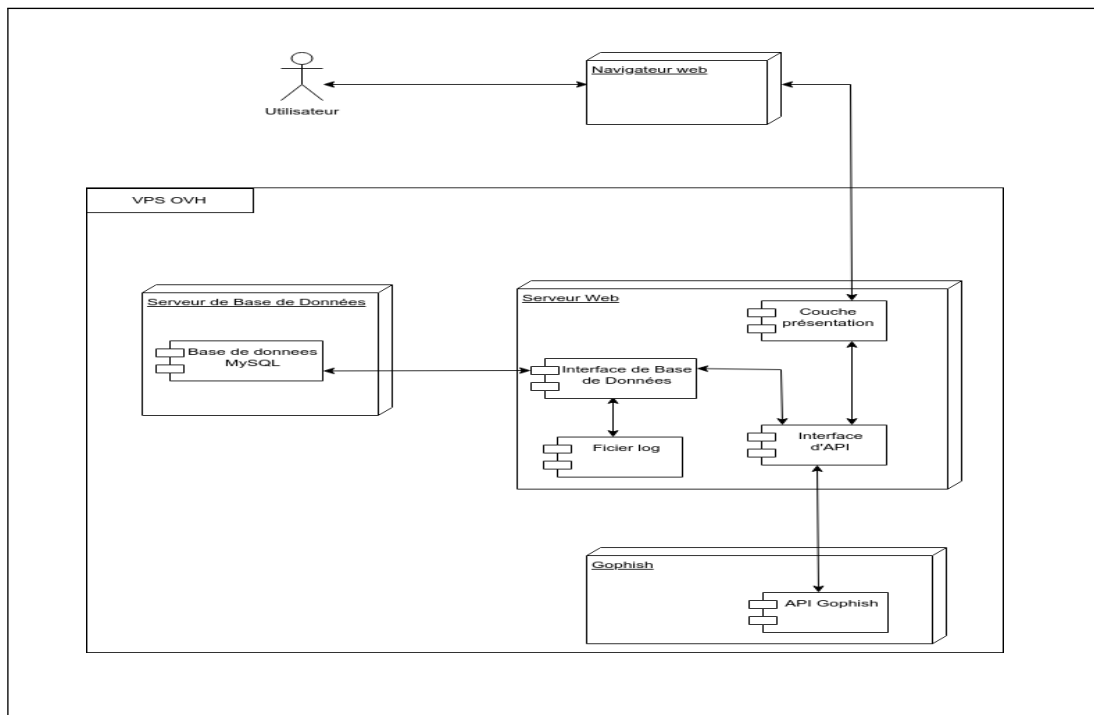 Navigateur web
Utilisateur
VPS OVH
Serveur de Base de Données
Base de donnees
MySQL
Serveur Web
Couche
présentation
Interface de Base
de Données
Ficier log
Interface
d'API
Gophish
API Gophish